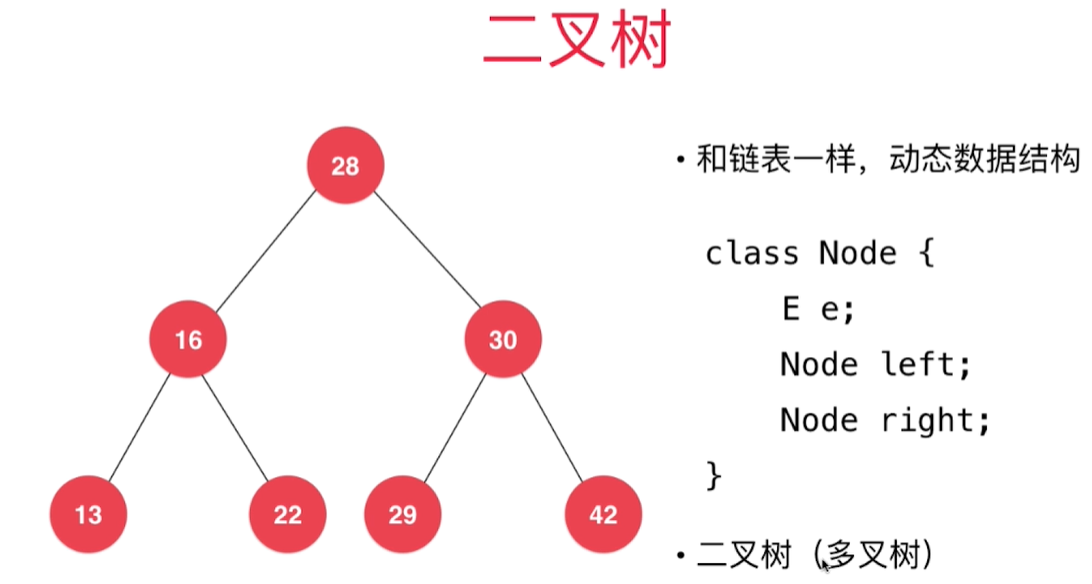 二叉树
28
16
30
13
22
29
42
• 和链表一样，动态数据结构
class Node {
E e;
Node left;
Node right;
}
• 二叉树（多叉树）